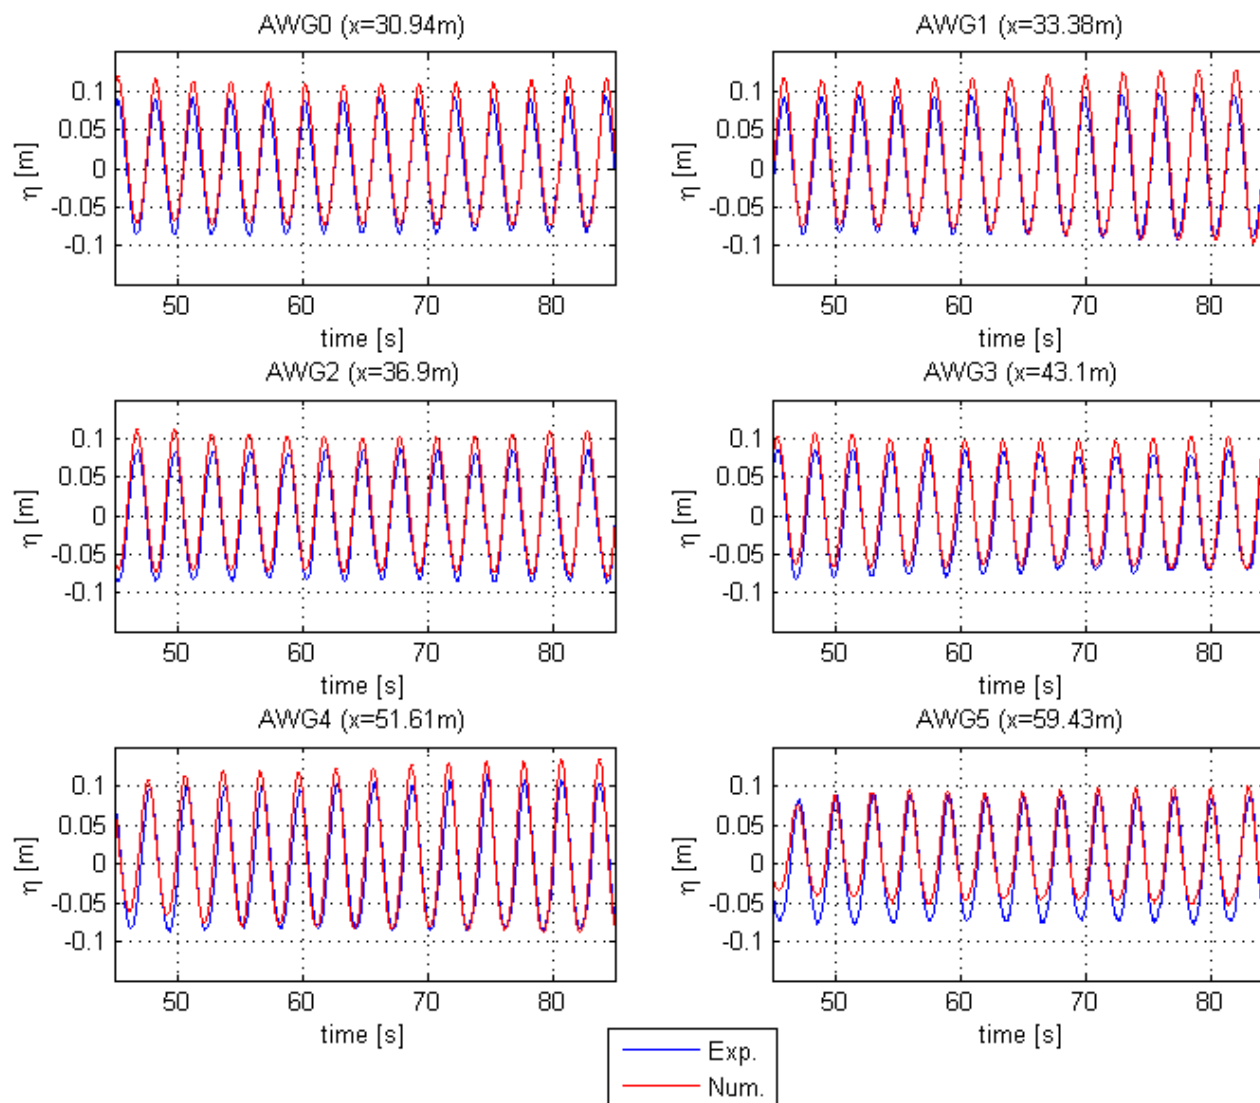 AWG0 (x=30.94m)
η [m]
0.1
0.05
0
-0.05
-0.1
50 60 70 80
time [s]
AWG1 (x=33.38m)
η [m]
0.1
0.05
0
-0.05
-0.1
50 60 70 80
time [s]
AWG2 (x=36.9m)
η [m]
0.1
0.05
0
-0.05
-0.1
50 60 70 80
time [s]
AWG3 (x=43.1m)
η [m]
0.1
0.05
0
-0.05
-0.1
50 60 70 80
time [s]
AWG4 (x=51.61m)
η [m]
0.1
0.05
0
-0.05
-0.1
50 60 70 80
time [s]
AWG5 (x=59.43m)
η [m]
0.1
0.05
0
-0.05
-0.1
50 60 70 80
time [s]
Exp.
Num.